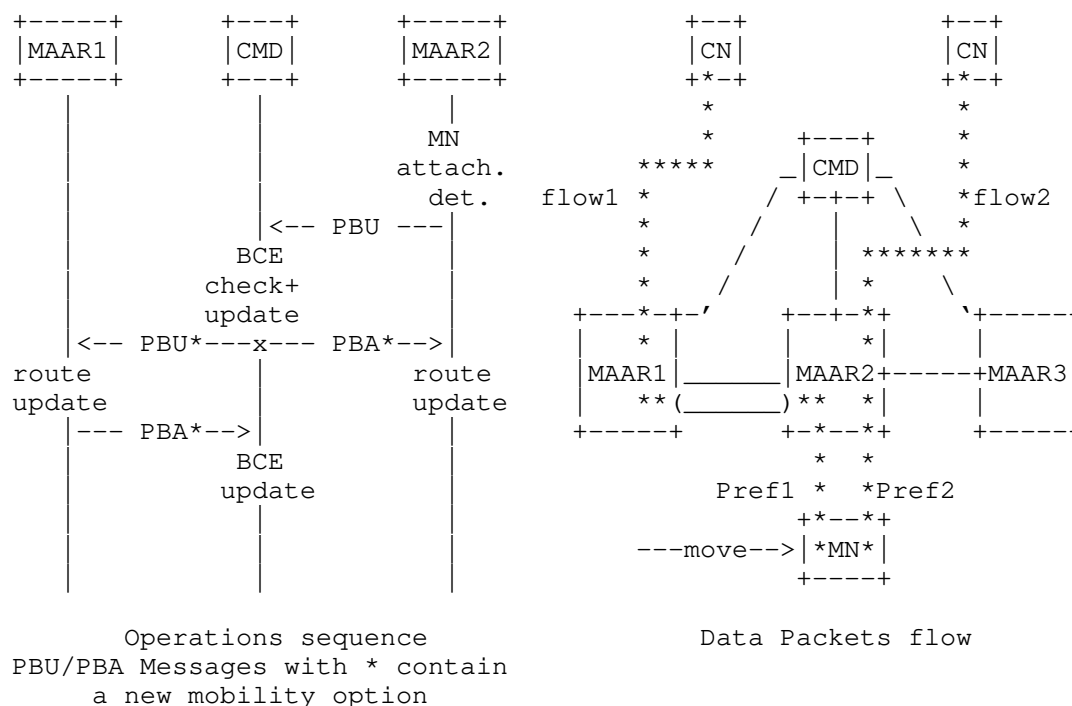 MAAR1 CMD MAAR2 CN CN
MN
attach. CMD
det. flow1 flow2
<-- PBU ---
BCE
check+
update
<-- PBU*---x--- PBA*-->
route route MAAR1 MAAR2 MAAR3
update update
--- PBA*-->
BCE
update Pref1 Pref2
---move--> *MN*
Operations sequence Data Packets flow
PBU/PBA Messages with * contain
a new mobility option